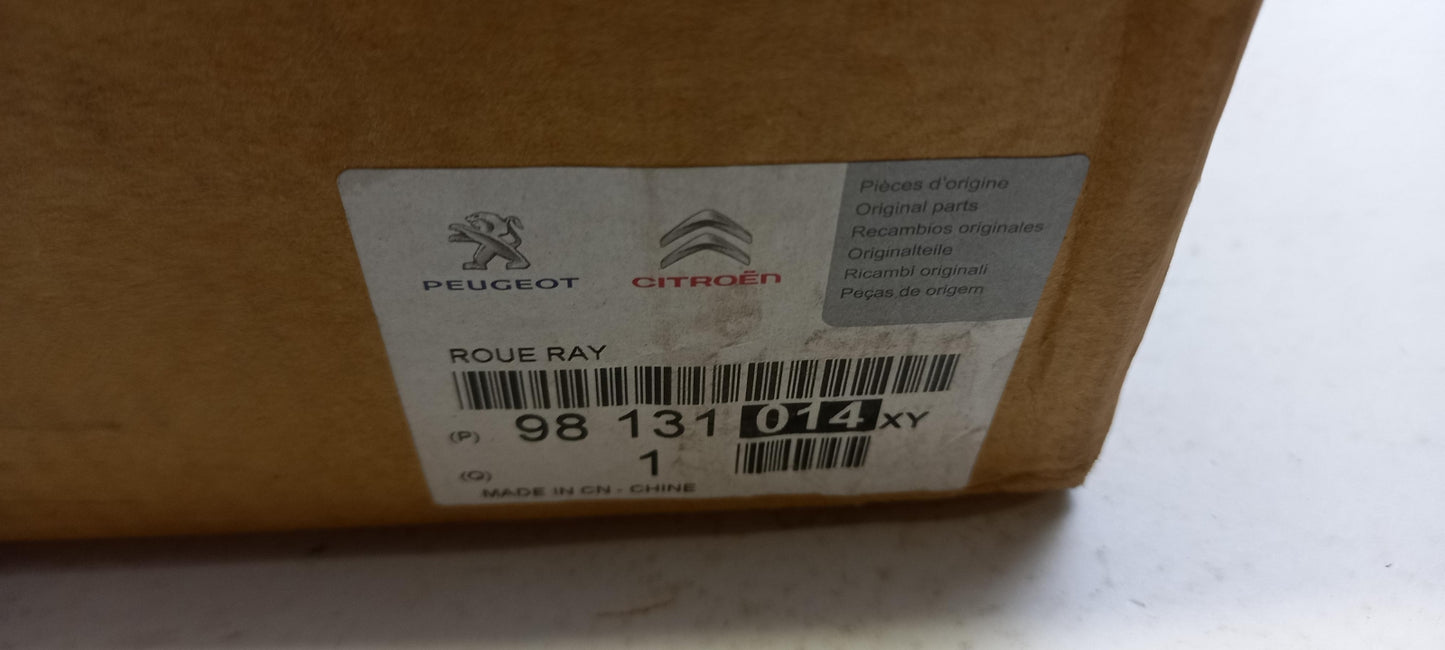 PEUGEOT
CITROËN
Pièces d'origine
Original parts
Recambios originales
Originalteile
Ricambi originali
Peças de origem
ROUE RAY
(P) 98 131 014 XY
(Q) 1
MADE IN CN - CHINE